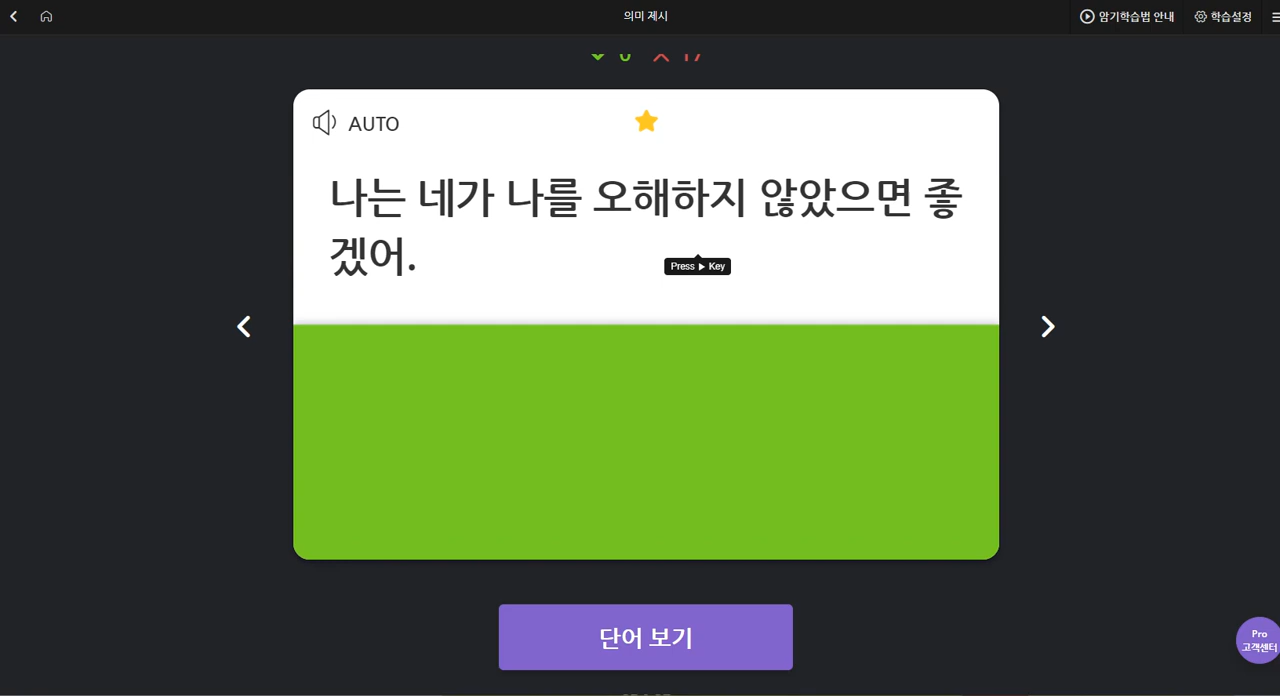 의미 제시
암기학습법 안내
학습설정
AUTO
나는 네가 나를 오해하지 않았으면 좋
겠어.
Press ▶ Key
단어 보기
Pro
고객센터